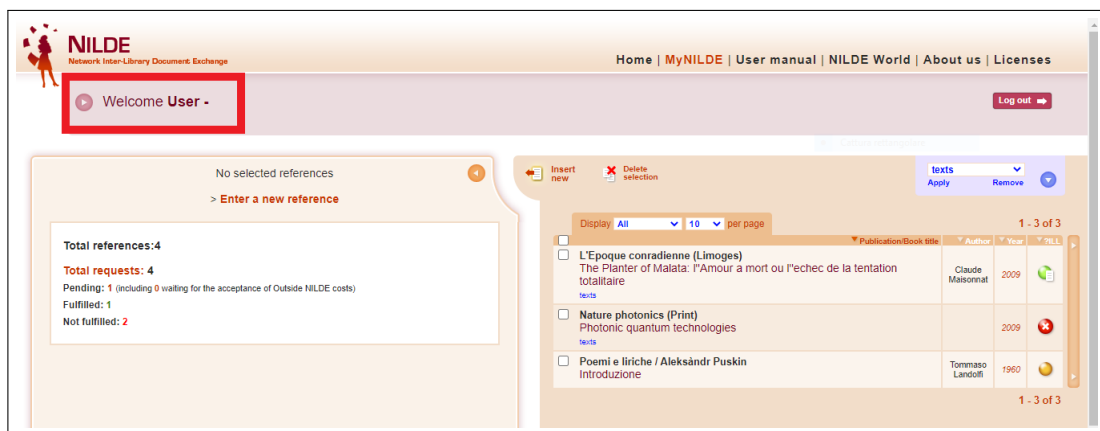 NILDE
Network Inter-Library Document Exchange
Home | MyNILDE | User manual | NILDE World | About us | Licenses
Welcome User -
Log out
No selected references
> Enter a new reference
Total references:4
Total requests: 4
Pending: 1 (including 0 waiting for the acceptance of Outside NILDE costs)
Fulfilled: 1
Not fulfilled: 2
Insert new
Delete selection
texts
Apply Remove
Display All 10 per page
1 - 3 of 3
Publication/Book title Author Year ?ILL
L'Epoque conradienne (Limoges)
The Planter of Malata: l''Amour a mort ou l''echec de la tentation
totalitaire
texts
Claude
Maisonnat
2009
Nature photonics (Print)
Photonic quantum technologies
texts
2009
Poemi e liriche / Aleksàndr Puskin
Introduzione
Tommaso
Landolfi
1960
1 - 3 of 3